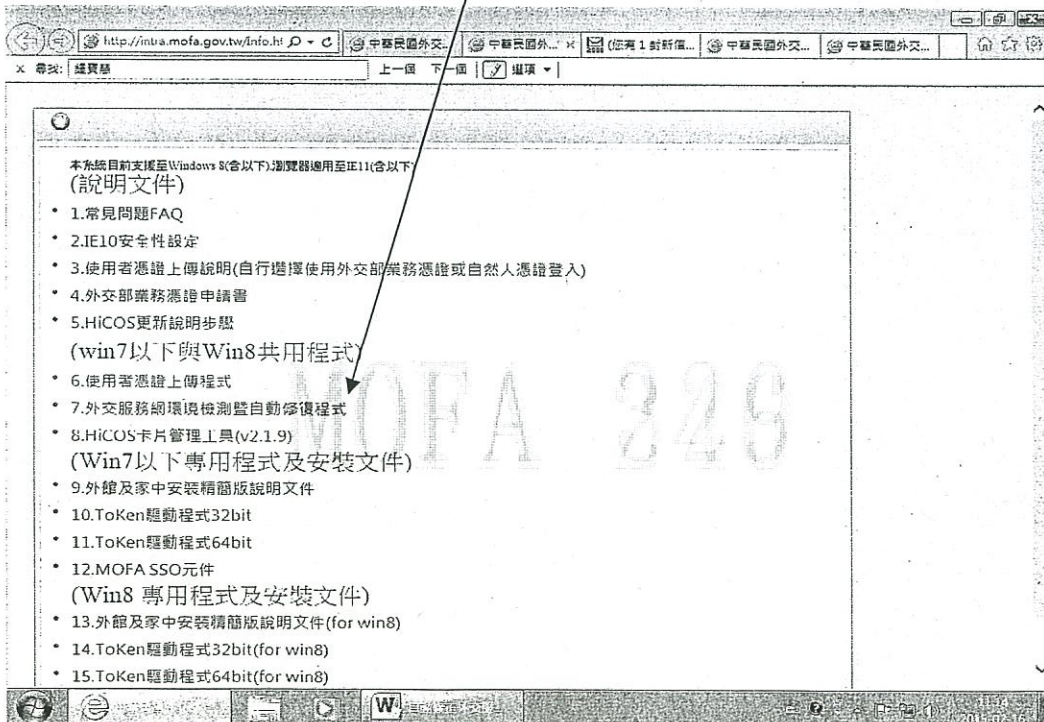 http://intra.mofa.gov.tw/Info.ht
中華民國外交...
中華民國外...
(您有 1 封新信...
中華民國外交...
中華民國外交...
x 尋找:
上一個 下一個 選項
本系統目前支援至Windows 8(含以下),瀏覽器適用至IE11(含以下)
(說明文件)
1.常見問題FAQ
2.IE10安全性設定
3.使用者憑證上傳說明(自行選擇使用外交部業務憑證或自然人憑證登入)
4.外交部業務憑證申請書
5.HiCOS更新說明步驟
(win7以下與Win8共用程式)
6.使用者憑證上傳程式
7.外交服務網環境檢測暨自動修復程式
8.HiCOS卡片管理工具(v2.1.9)
(Win7以下專用程式及安裝文件)
9.外館及家中安裝精簡版說明文件
10.ToKen驅動程式32bit
11.ToKen驅動程式64bit
12.MOFA SSO元件
(Win8 專用程式及安裝文件)
13.外館及家中安裝精簡版說明文件(for win8)
14.ToKen驅動程式32bit(for win8)
15.ToKen驅動程式64bit(for win8)
MOFA 329
W